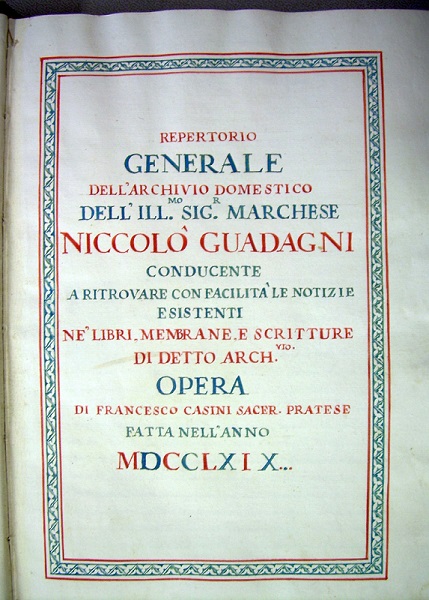 REPERTORIO
GENERALE
DELL'ARCHIVIO DOMESTICO
DELL'ILL.MO SIG.R MARCHESE
NICCOLÒ GUADAGNI
CONDUCENTE
A RITROVARE CON FACILITA' LE NOTIZIE
ESISTENTI
NE' LIBRI, MEMBRANE, E SCRITTURE
DI DETTO ARCH.VIO.
OPERA
DI FRANCESCO CASINI SACER. PRATESE
FATTA NELL'ANNO
MDCCLXIX...